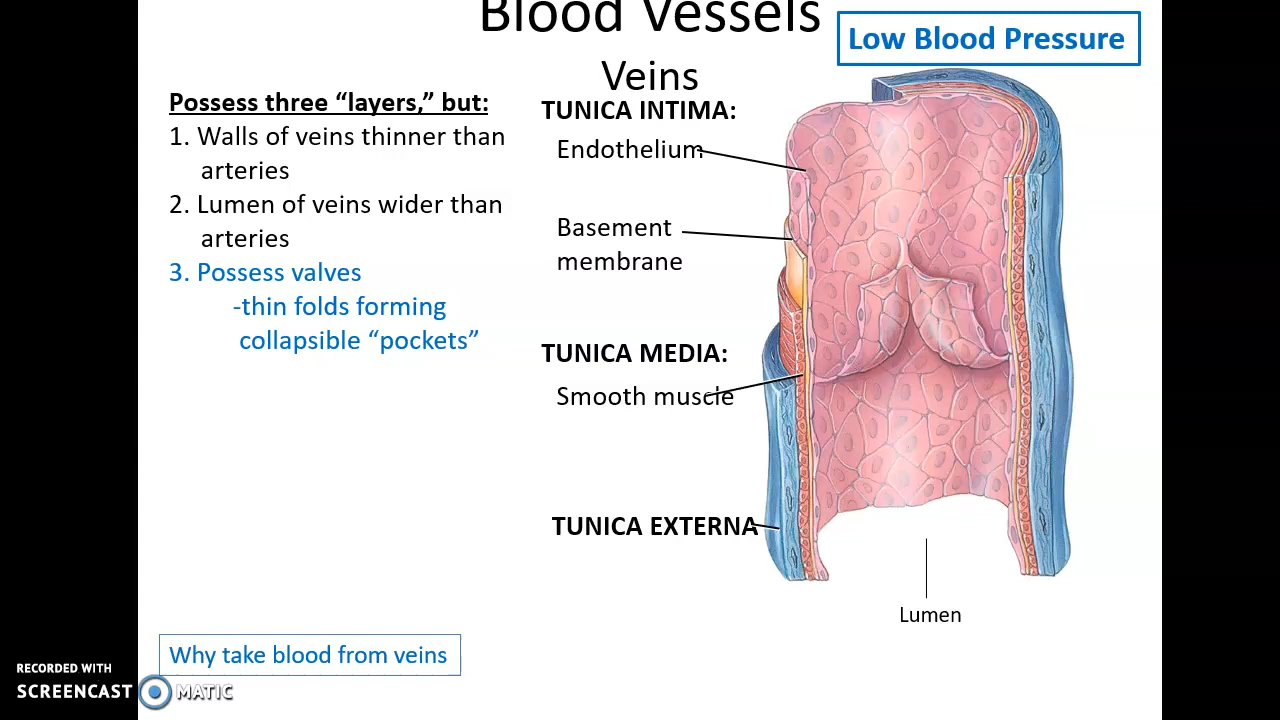 Blood Vessels
Veins
Low Blood Pressure
Possess three “layers,” but:
1. Walls of veins thinner than
arteries
2. Lumen of veins wider than
arteries
3. Possess valves
-thin folds forming
collapsible “pockets”
TUNICA INTIMA:
Endothelium
Basement
membrane
TUNICA MEDIA:
Smooth muscle
TUNICA EXTERNA
Lumen
Why take blood from veins
RECORDED WITH
SCREENCAST MATIC